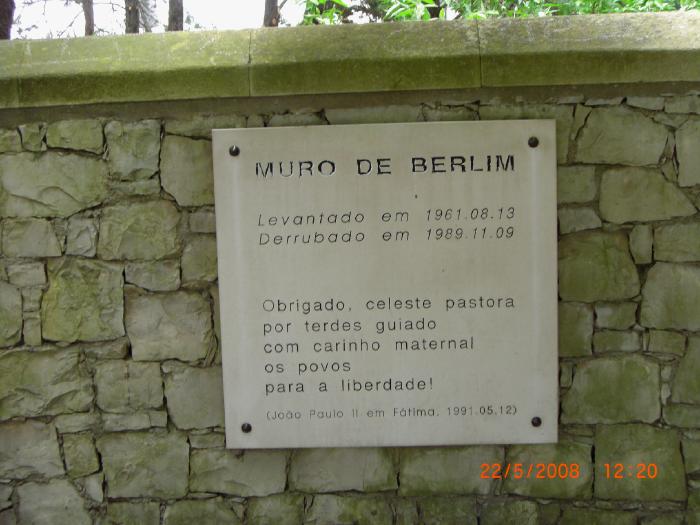 MURO DE BERLIM
Levantado em 1961.08.13
Derrubado em 1989.11.09
Obrigado, celeste pastora
por terdes guiado
com carinho maternal
os povos
para a liberdade!
(João Paulo II em Fátima, 1991.05.12)
22/5/2008 12:20